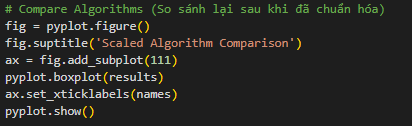 # Compare Algorithms (So sánh lại sau khi đã chuẩn hóa)
fig = pyplot.figure()
fig.suptitle('Scaled Algorithm Comparison')
ax = fig.add_subplot(111)
pyplot.boxplot(results)
ax.set_xticklabels(names)
pyplot.show()